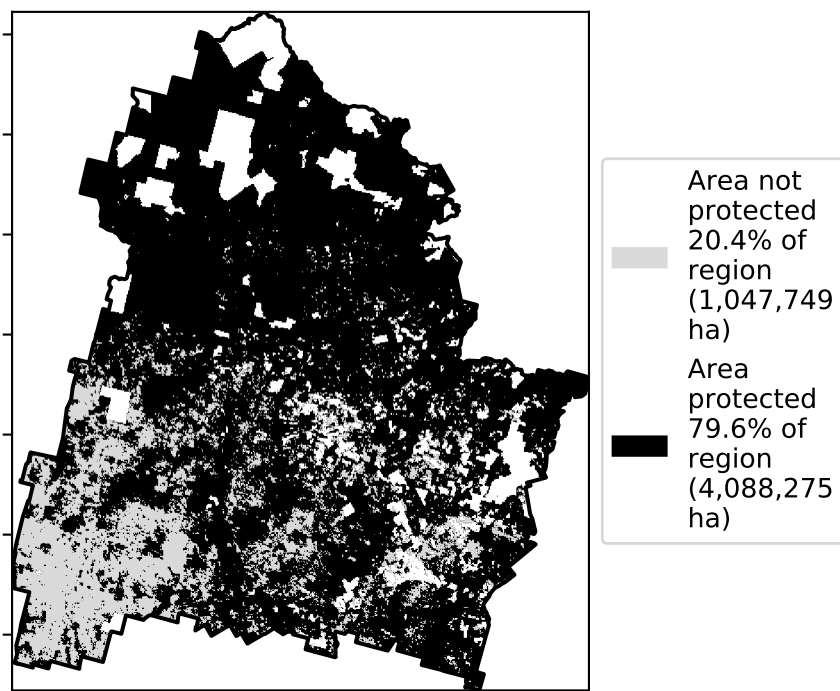 Area not
protected
20.4% of
region
(1,047,749
ha)
Area
protected
79.6% of
region
(4,088,275
ha)